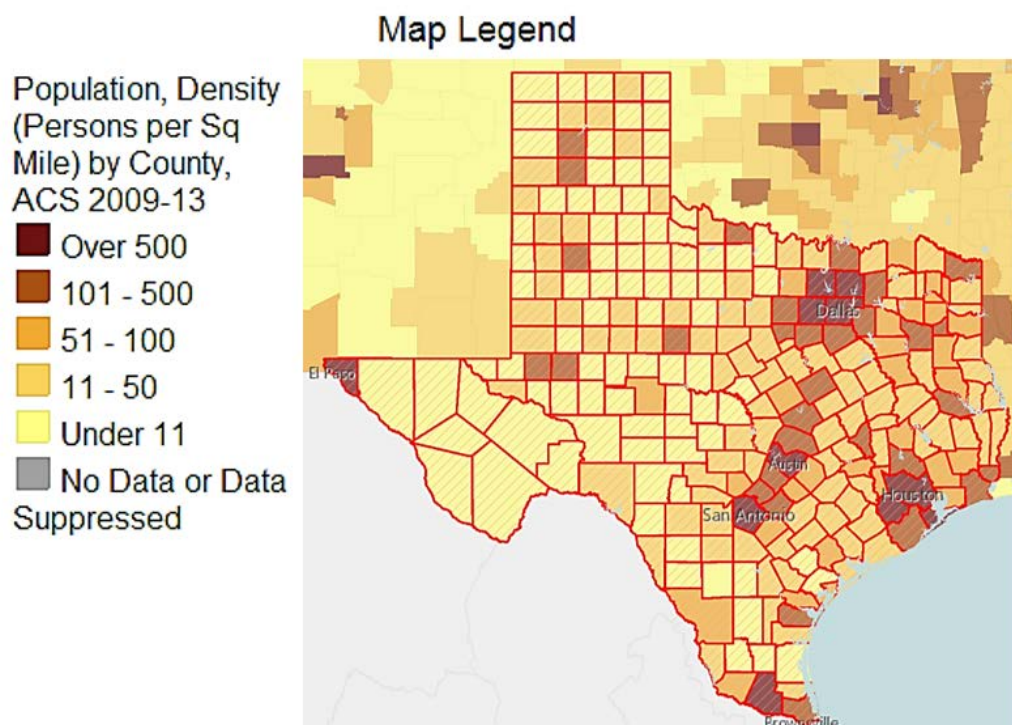 Map Legend
Population, Density
(Persons per Sq
Mile) by County,
ACS 2009-13
Over 500
101 - 500
51 - 100
11 - 50
Under 11
No Data or Data
Suppressed
Dallas
El Paso
Austin
Houston
San Antonio
Brownsville